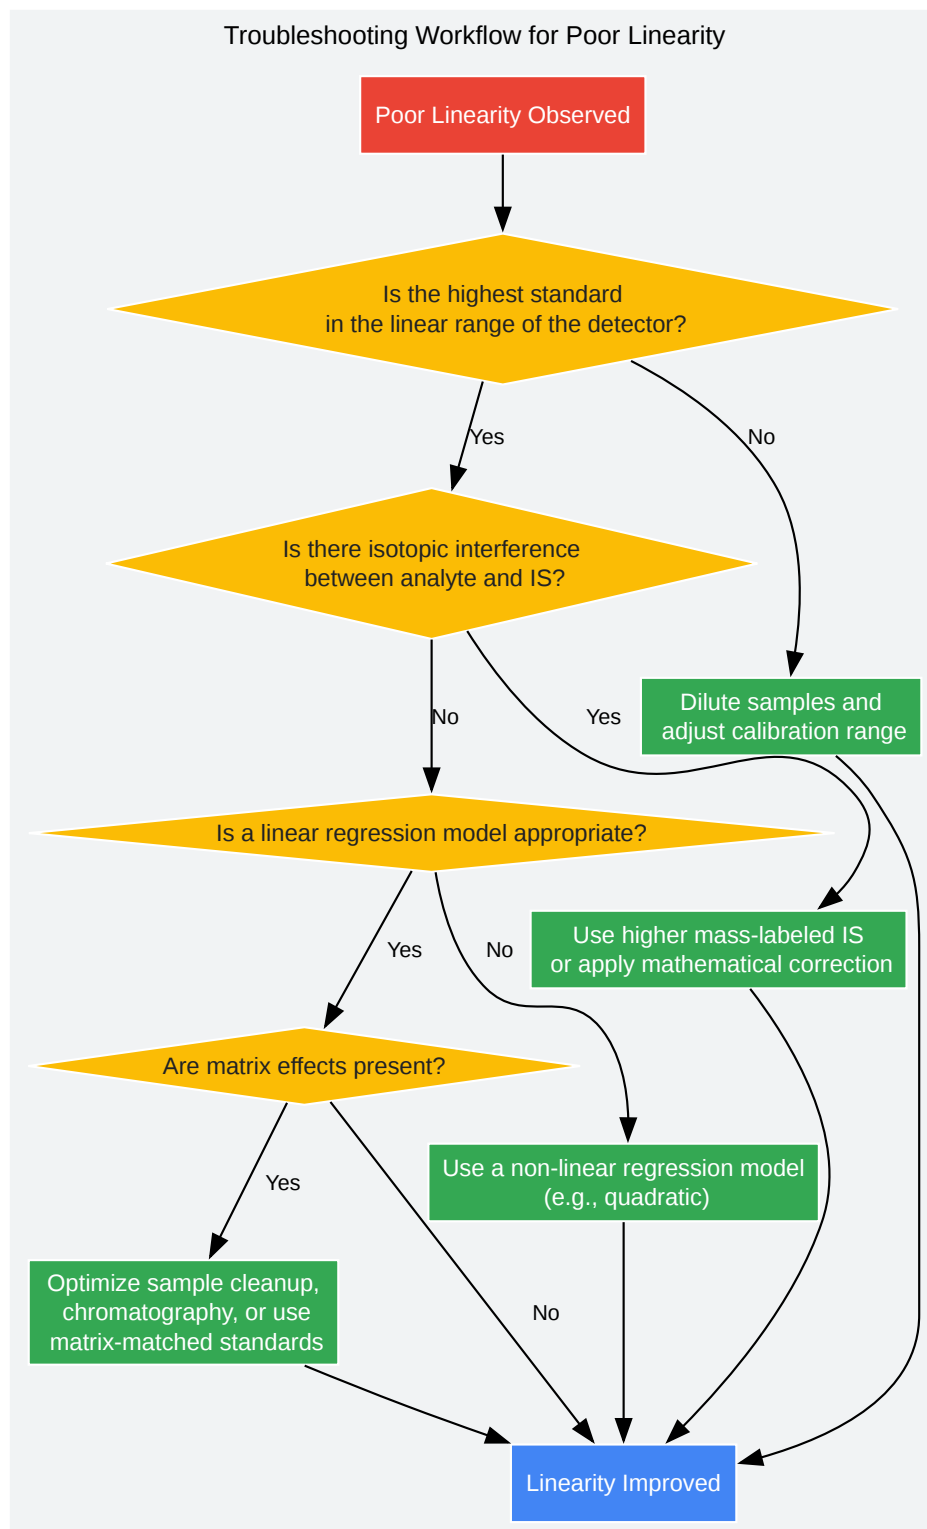 Troubleshooting Workflow for Poor Linearity
Poor Linearity Observed
Is the highest standard
in the linear range of the detector?
Yes
No
Is there isotopic interference
between analyte and IS?
No
Yes
Dilute samples and
adjust calibration range
Is a linear regression model appropriate?
Yes
No
Use higher mass-labeled IS
or apply mathematical correction
Are matrix effects present?
Yes
Use a non-linear regression model
(e.g., quadratic)
Optimize sample cleanup,
chromatography, or use
matrix-matched standards
No
Linearity Improved